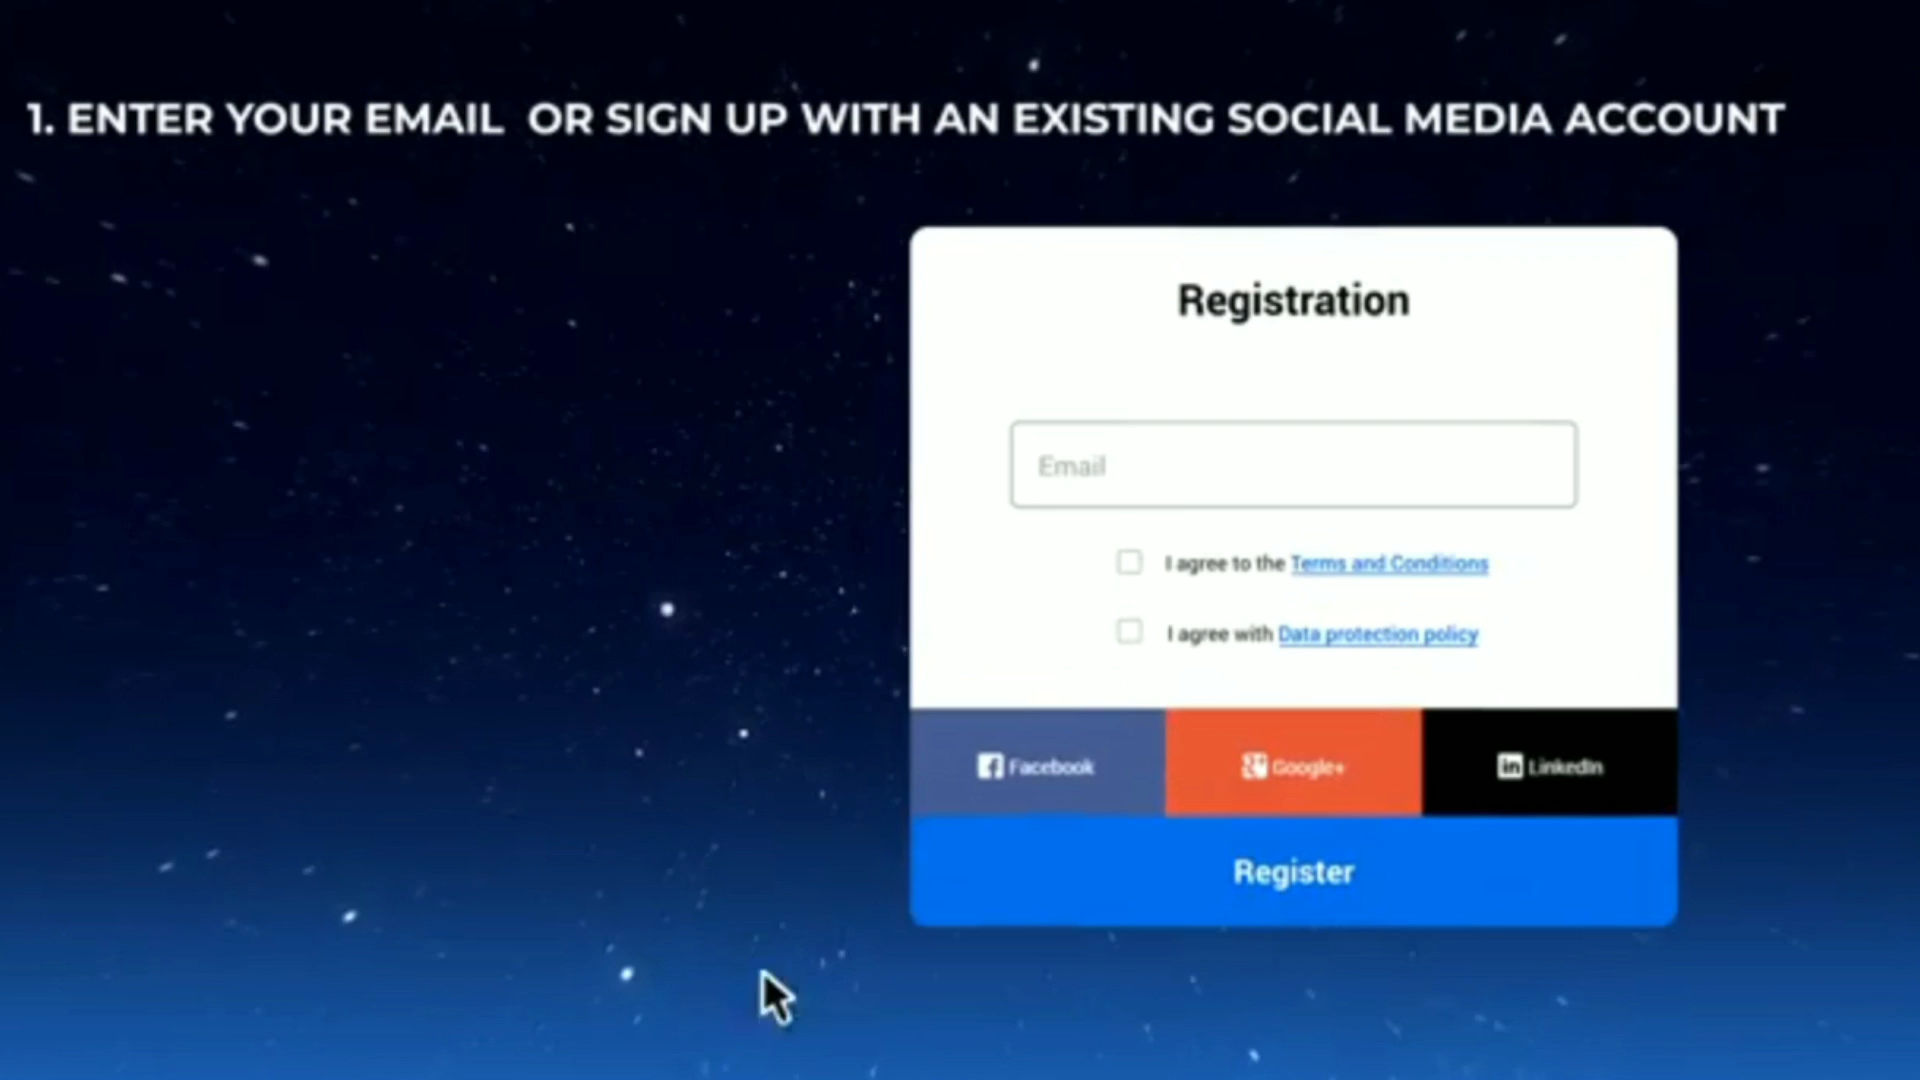 1. ENTER YOUR EMAIL OR SIGN UP WITH AN EXISTING SOCIAL MEDIA ACCOUNT
Registration
Email
I agree to the Terms and Conditions
I agree with Data protection policy
Facebook
Google+
LinkedIn
Register